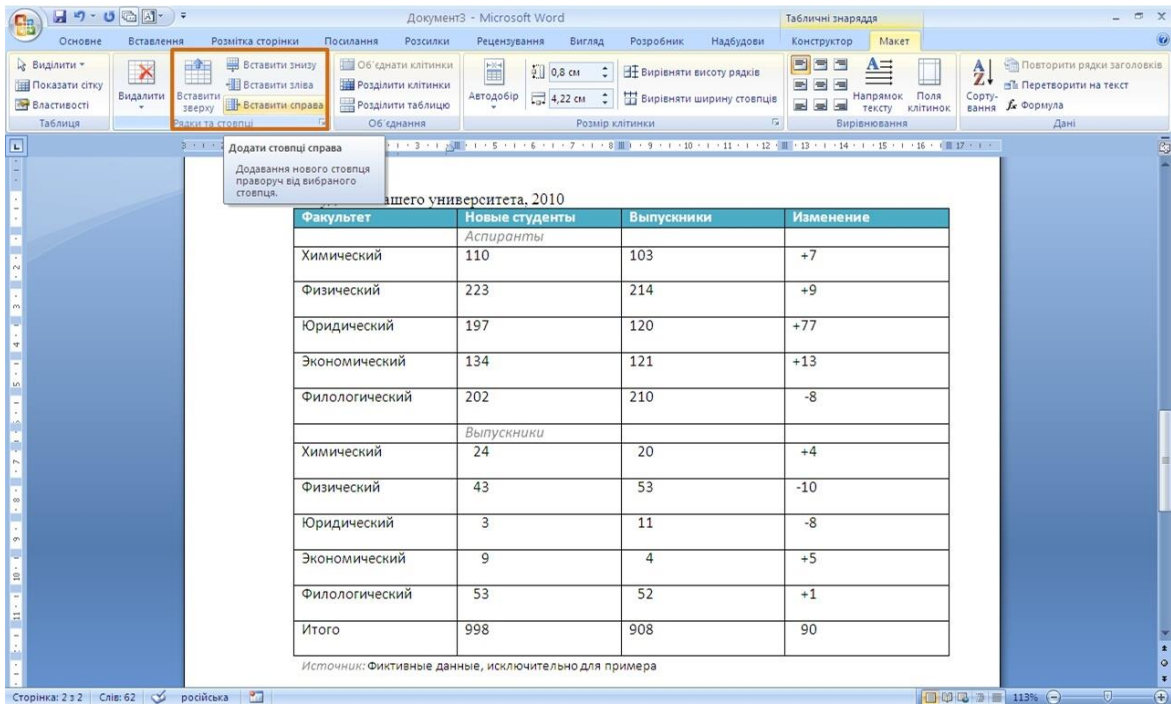 Документ3 - Microsoft Word
Табличні знаряддя
Основне Вставлення Розмітка сторінки Посилання Розсилки Рецензування Вигляд Розробник Надбудови Конструктор Макет
Виділити
Показати сітку
Властивості
Таблиця
Видалити
Вставити зверху
Вставити знизу
Вставити зліва
Вставити справа
Рядки та стовпці
Об'єднати клітинки
Розділити клітинки
Розділити таблицю
Об'єднання
Автодобір
0,8 см
4,22 см
Вирівняти висоту рядків
Вирівняти ширину стовпців
Розмір клітинки
Напрямок тексту
Поля клітинок
Вирівнювання
Сорту-
вання
Повторити рядки заголовків
Перетворити на текст
Формула
Дані
Додати стовпці справа
Додавання нового стовпця
праворуч від вибраного
стовпця.
университета, 2010
Факультет Новые студенты Выпускники Изменение
Аспиранты
Химический 110 103 +7
Физический 223 214 +9
Юридический 197 120 +77
Экономический 134 121 +13
Филологический 202 210 -8
Выпускники
Химический 24 20 +4
Физический 43 53 -10
Юридический 3 11 -8
Экономический 9 4 +5
Филологический 53 52 +1
Итого 998 908 90
Источник: Фиктивные данные, исключительно для примера
Сторінка: 2 з 2 Слів: 62 російська 113%